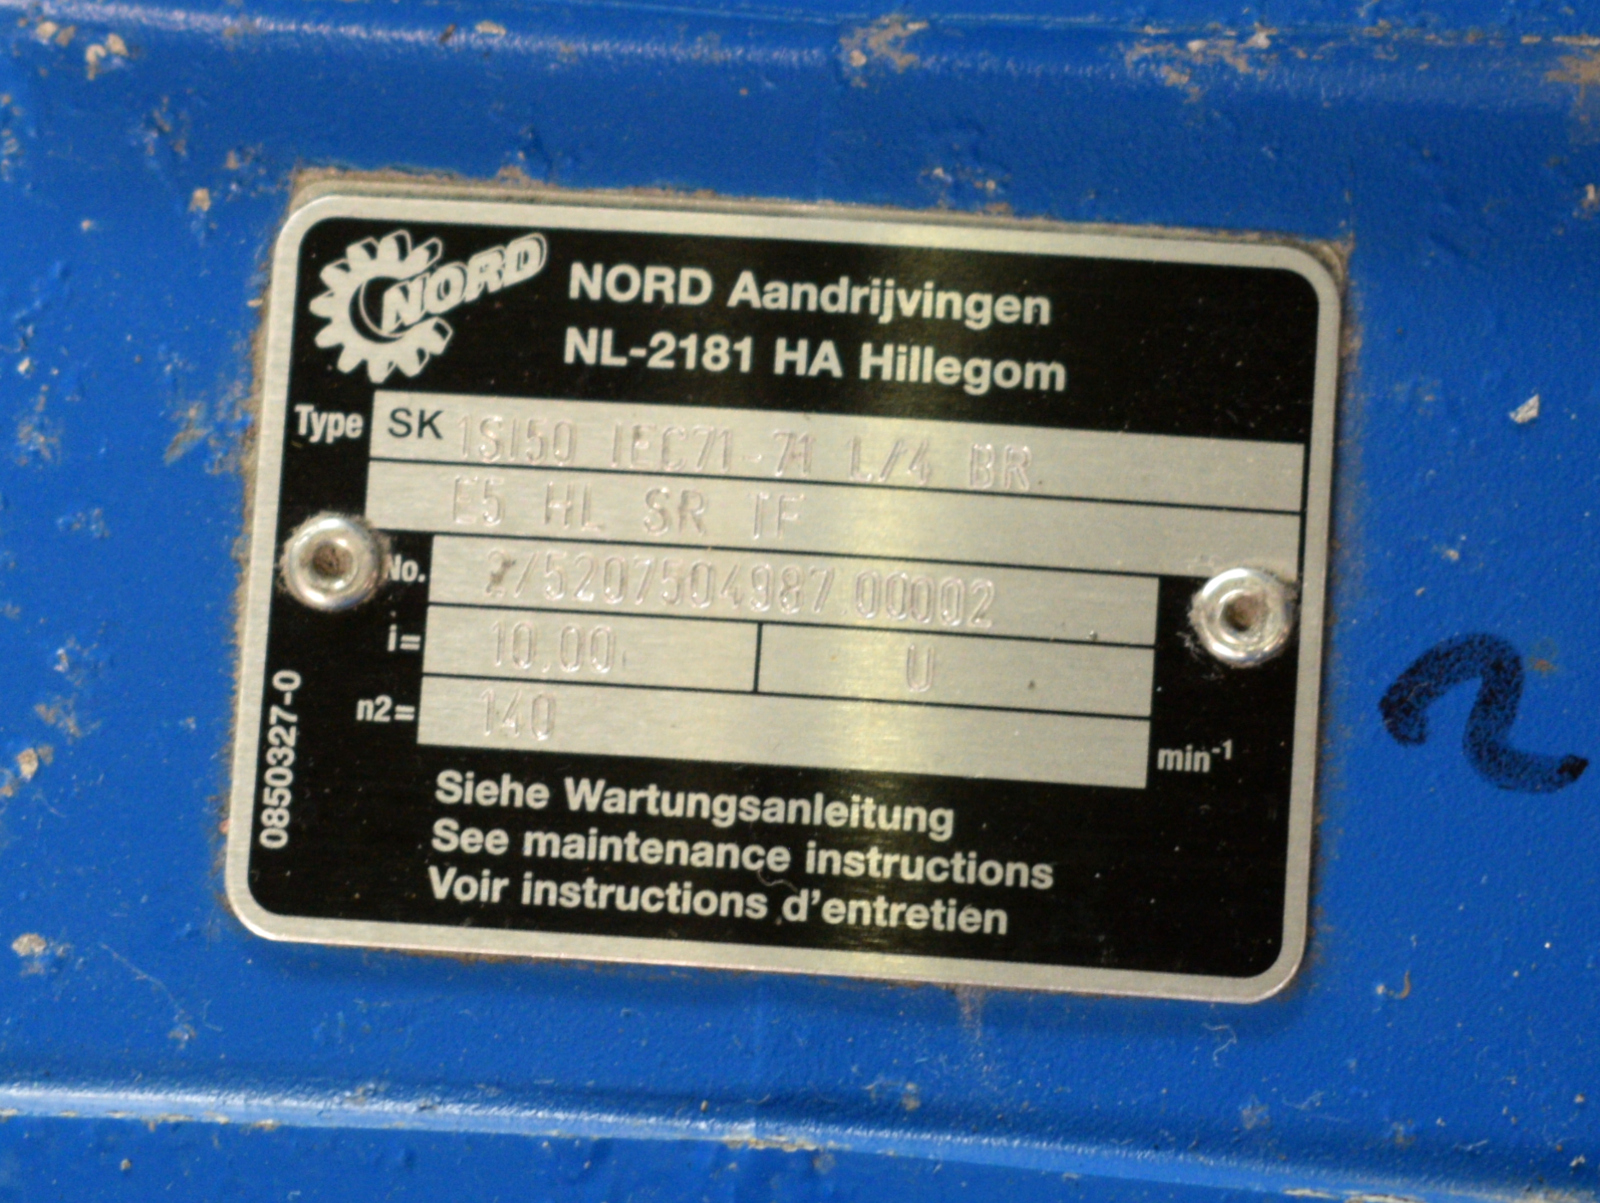 NORD
NORD Aandrijvingen
NL-2181 HA Hillegom
Type SK 1SI50 IEC71-71 L/4 BR
E5 HL SR TF
No. 2/5207504987 00002
i= 10,00 U
n2= 140 min-1
0850327-0
Siehe Wartungsanleitung
See maintenance instructions
Voir instructions d'entretien